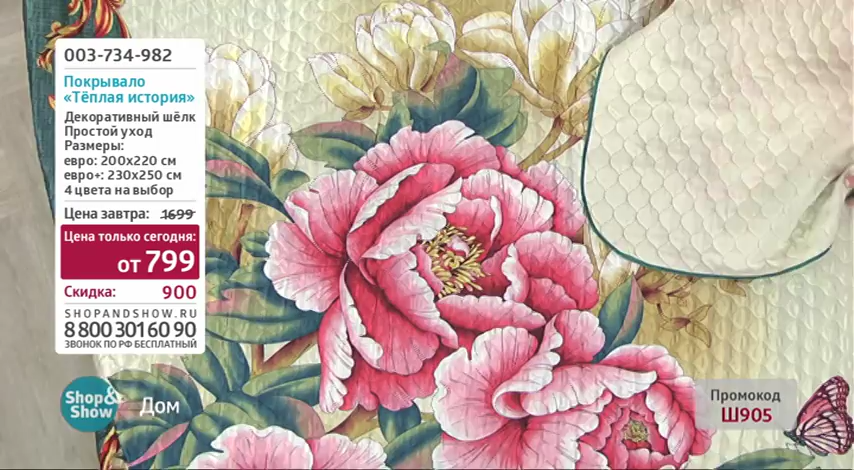 003-734-982
Покрывало
«Тёплая история»
Декоративный шёлк
Простой уход
Размеры:
евро: 200х220 см
евро+: 230х250 см
4 цвета на выбор
Цена завтра: 1699
Цена только сегодня:
от 799
Скидка: 900
SHOPANDSHOW.RU
8 800 301 60 90
ЗВОНОК ПО РФ БЕСПЛАТНЫЙ
Shop&
Show
Дом
Промокод
Ш905